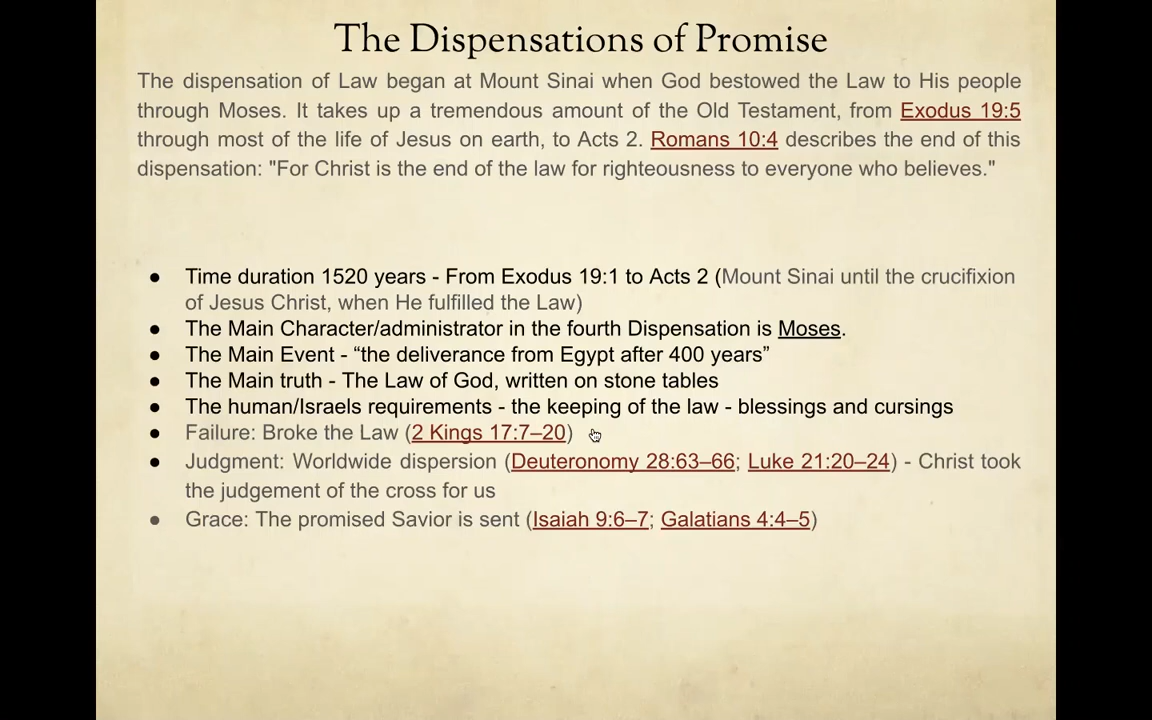 The Dispensations of Promise
The dispensation of Law began at Mount Sinai when God bestowed the Law to His people
through Moses. It takes up a tremendous amount of the Old Testament, from Exodus 19:5
through most of the life of Jesus on earth, to Acts 2. Romans 10:4 describes the end of this
dispensation: "For Christ is the end of the law for righteousness to everyone who believes."
● Time duration 1520 years - From Exodus 19:1 to Acts 2 (Mount Sinai until the crucifixion
of Jesus Christ, when He fulfilled the Law)
● The Main Character/administrator in the fourth Dispensation is Moses.
● The Main Event - “the deliverance from Egypt after 400 years”
● The Main truth - The Law of God, written on stone tables
● The human/Israels requirements - the keeping of the law - blessings and cursings
● Failure: Broke the Law (2 Kings 17:7–20)
● Judgment: Worldwide dispersion (Deuteronomy 28:63–66; Luke 21:20–24) - Christ took
the judgement of the cross for us
● Grace: The promised Savior is sent (Isaiah 9:6–7; Galatians 4:4–5)